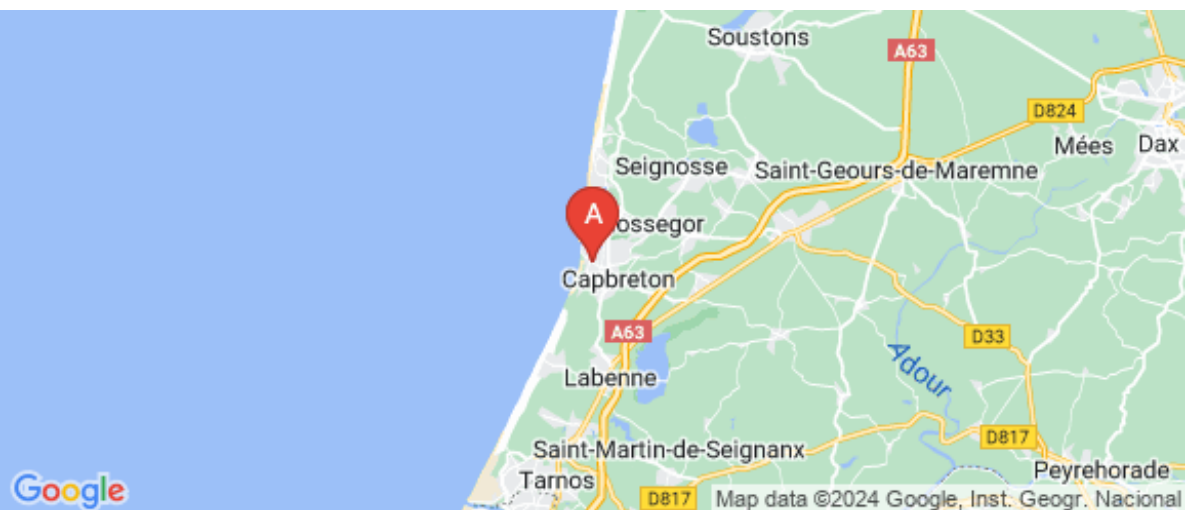 Soustons
A63
D824
Mées
Dax
Seignosse
Saint-Geours-de-Maremne
A
ossegor
Capbreton
A63
D33
Adour
Labenne
D817
Saint-Martin-de-Seignanx
Peyrehorade
Tarnos
Google
D817
Map data ©2024 Google, Inst. Geogr. Nacional